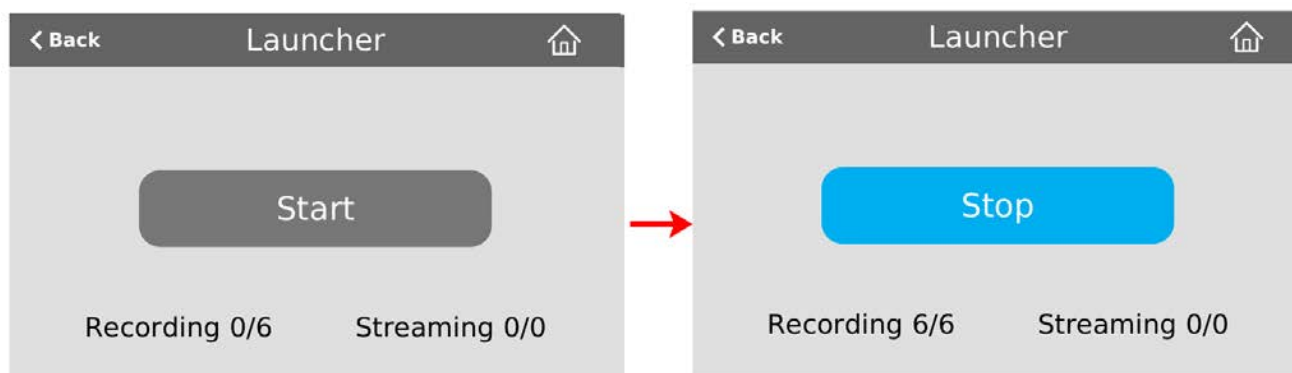 Back Launcher
Start
Recording 0/6 Streaming 0/0
Back Launcher
Stop
Recording 6/6 Streaming 0/0